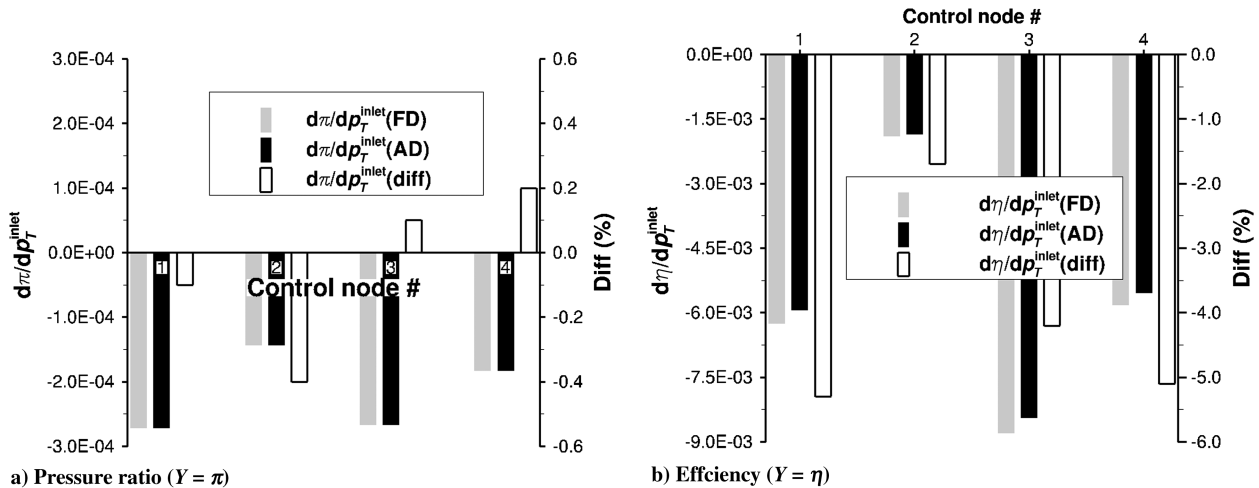 3.0E-04
2.0E-04
1.0E-04
0.0E+00
-1.0E-04
-2.0E-04
-3.0E-04
dπ/dp_T^inlet
dπ/dp_T^inlet(FD)
dπ/dp_T^inlet(AD)
dπ/dp_T^inlet(diff)
1 2 3 4
Control node #
0.6
0.4
0.2
0.0
-0.2
-0.4
-0.6
Diff (%)
a) Pressure ratio (Y = π)
Control node #
1 2 3 4
0.0E+00
-1.5E-03
-3.0E-03
-4.5E-03
-6.0E-03
-7.5E-03
-9.0E-03
dη/dp_T^inlet
dη/dp_T^inlet(FD)
dη/dp_T^inlet(AD)
dη/dp_T^inlet(diff)
0.0
-1.0
-2.0
-3.0
-4.0
-5.0
-6.0
Diff (%)
b) Effciency (Y = η)